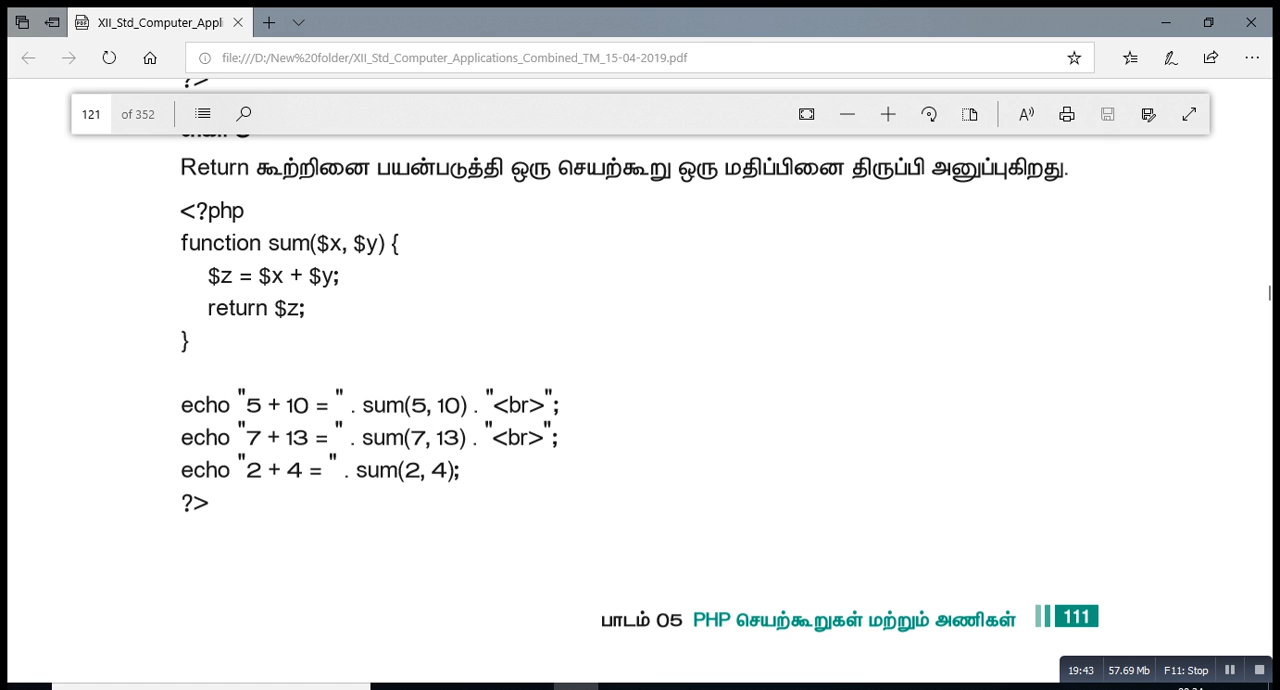 XII_Std_Computer_Appl
file:///D:/New%20folder/XII_Std_Computer_Applications_Combined_TM_15-04-2019.pdf
?>
121 of 352
Return கூற்றினை பயன்படுத்தி ஒரு செயற்கூறு ஒரு மதிப்பினை திருப்பி அனுப்புகிறது.
<?php
function sum($x, $y) {
$z = $x + $y;
return $z;
}
echo "5 + 10 = " . sum(5, 10) . "<br>";
echo "7 + 13 = " . sum(7, 13) . "<br>";
echo "2 + 4 = " . sum(2, 4);
?>
பாடம் 05 PHP செயற்கூறுகள் மற்றும் அணிகள் 111
19:43 57.69 Mb F11: Stop